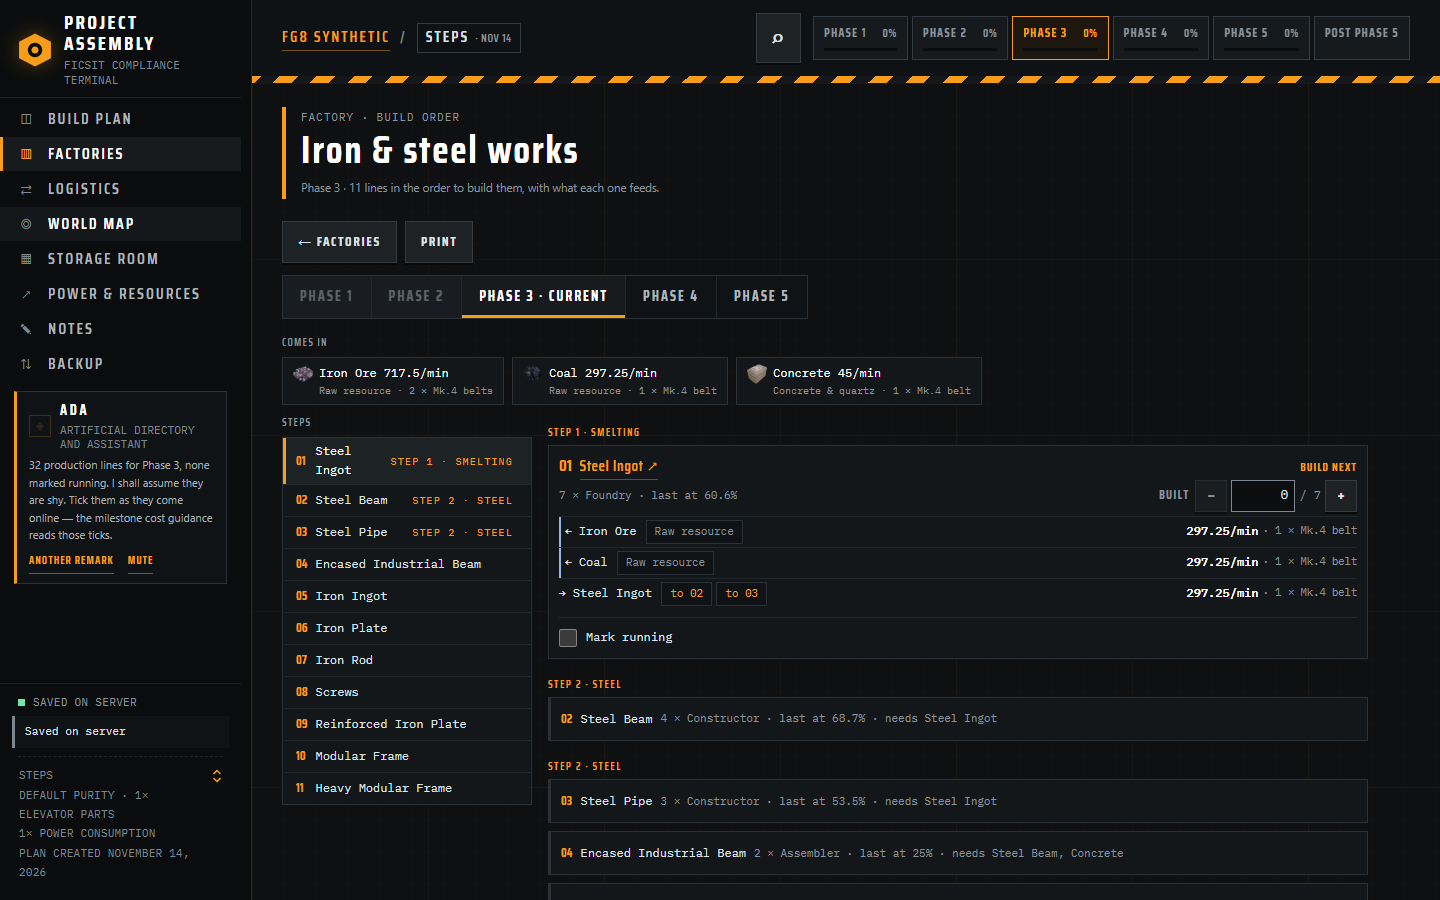 PROJECT
ASSEMBLY
FICSIT COMPLIANCE
TERMINAL
BUILD PLAN
FACTORIES
LOGISTICS
WORLD MAP
STORAGE ROOM
POWER & RESOURCES
NOTES
BACKUP
ADA
ARTIFICIAL DIRECTORY
AND ASSISTANT
32 production lines for Phase 3, none
marked running. I shall assume they
are shy. Tick them as they come
online — the milestone cost guidance
reads those ticks.
ANOTHER REMARK MUTE
SAVED ON SERVER
Saved on server
STEPS
DEFAULT PURITY · 1×
ELEVATOR PARTS
1× POWER CONSUMPTION
PLAN CREATED NOVEMBER 14,
2026
FG8 SYNTHETIC / STEPS · NOV 14
PHASE 1 0%
PHASE 2 0%
PHASE 3 0%
PHASE 4 0%
PHASE 5 0%
POST PHASE 5
FACTORY · BUILD ORDER
Iron & steel works
Phase 3 · 11 lines in the order to build them, with what each one feeds.
← FACTORIES
PRINT
PHASE 1 PHASE 2 PHASE 3 · CURRENT PHASE 4 PHASE 5
COMES IN
Iron Ore 717.5/min
Raw resource · 2 × Mk.4 belts
Coal 297.25/min
Raw resource · 1 × Mk.4 belt
Concrete 45/min
Concrete & quartz · 1 × Mk.4 belt
STEPS
01 Steel Ingot STEP 1 · SMELTING
02 Steel Beam STEP 2 · STEEL
03 Steel Pipe STEP 2 · STEEL
04 Encased Industrial Beam
05 Iron Ingot
06 Iron Plate
07 Iron Rod
08 Screws
09 Reinforced Iron Plate
10 Modular Frame
11 Heavy Modular Frame
STEP 1 · SMELTING
01 Steel Ingot ↗ BUILD NEXT
7 × Foundry · last at 60.6% BUILT − 0 / 7 +
← Iron Ore Raw resource 297.25/min · 1 × Mk.4 belt
← Coal Raw resource 297.25/min · 1 × Mk.4 belt
→ Steel Ingot to 02 to 03 297.25/min · 1 × Mk.4 belt
Mark running
STEP 2 · STEEL
02 Steel Beam 4 × Constructor · last at 68.7% · needs Steel Ingot
STEP 2 · STEEL
03 Steel Pipe 3 × Constructor · last at 53.5% · needs Steel Ingot
04 Encased Industrial Beam 2 × Assembler · last at 25% · needs Steel Beam, Concrete